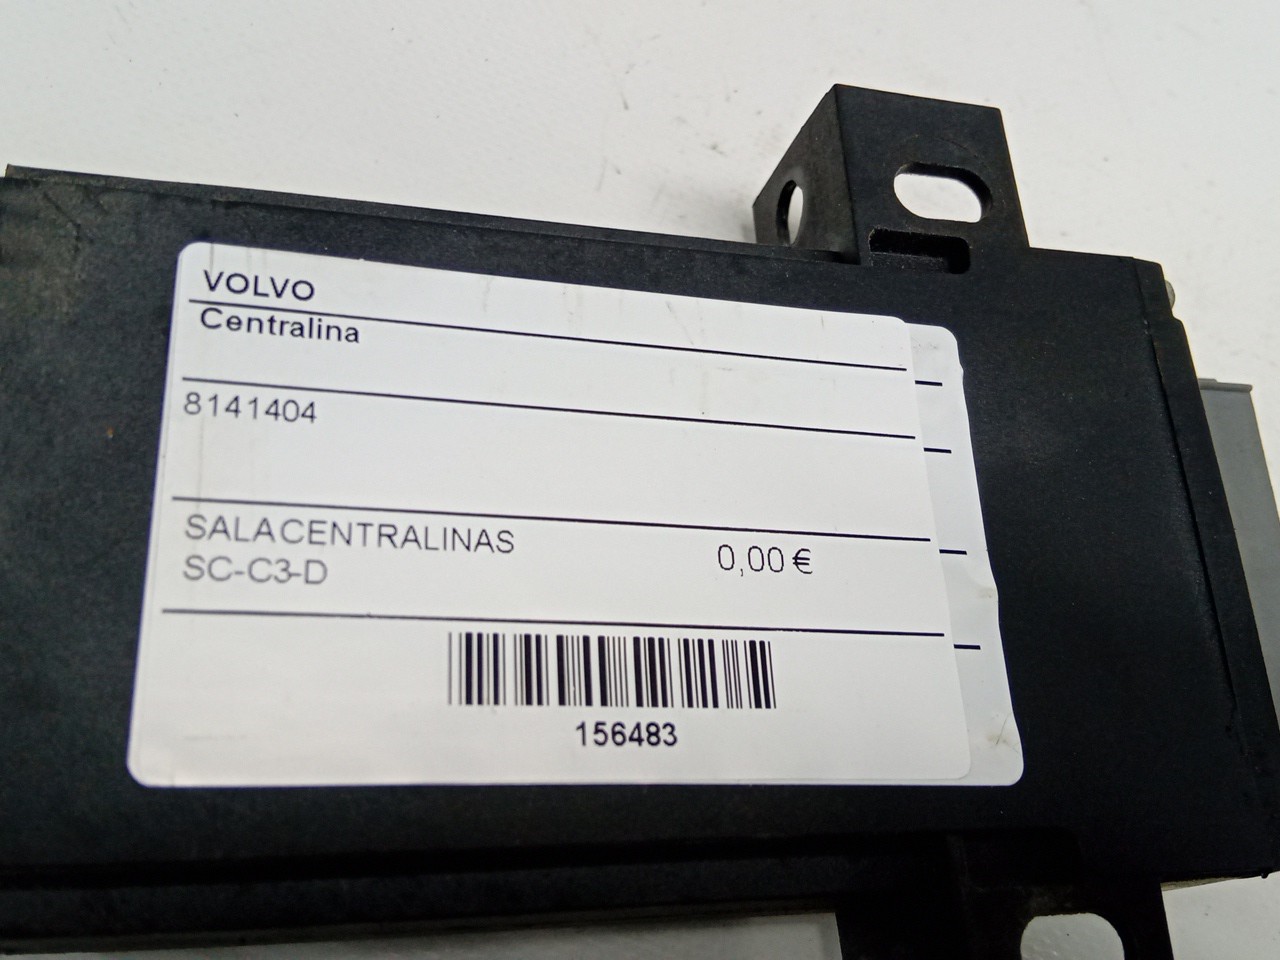 VOLVO
Centralina
8141404
SALACENTRALINAS
SC-C3-D
0,00 €
156483